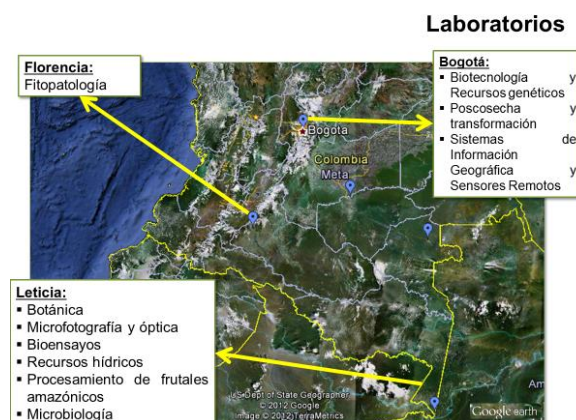 Laboratorios
Florencia:
Fitopatología
Bogotá:
▪ Biotecnología y
Recursos genéticos
▪ Poscosecha y
transformación
▪ Sistemas de
Información
Geográfica y
Sensores Remotos
Bogota
Colombia
Meta
Leticia:
▪ Botánica
▪ Microfotografía y óptica
▪ Bioensayos
▪ Recursos hídricos
▪ Procesamiento de frutales
amazónicos
▪ Microbiología
US Dept of State Geographer
© 2012 Google
Image © 2012 TerraMetrics
Am
Google earth